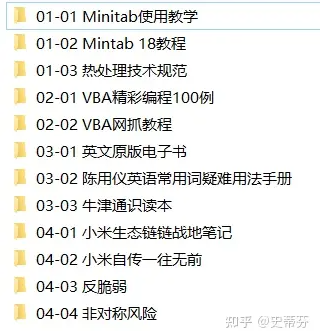 01-01 Minitab使用教学
01-02 Mintab 18教程
01-03 热处理技术规范
02-01 VBA精彩编程100例
02-02 VBA网抓教程
03-01 英文原版电子书
03-02 陈用仪英语常用词疑难用法手册
03-03 牛津通识读本
04-01 小米生态链链战地笔记
04-02 小米自传一往无前
04-03 反脆弱
04-04 非对称风险
知乎 @史蒂芬